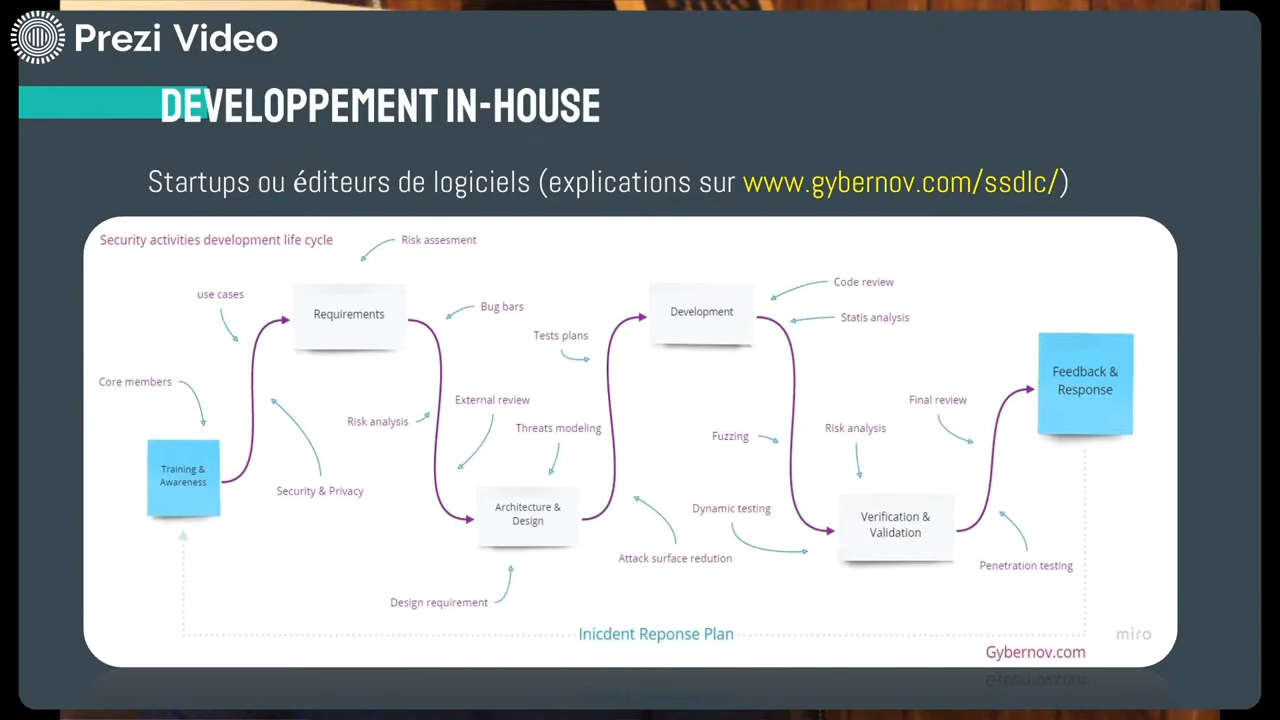 Prezi Video
DEVELOPPEMENT IN-HOUSE
Startups ou éditeurs de logiciels (explications sur www.gybernov.com/ssdlc/)
Security activities development life cycle
Risk assesment
use cases
Requirements
Bug bars
Tests plans
Development
Code review
Statis analysis
Core members
Risk analysis
External review
Threats modeling
Fuzzing
Risk analysis
Final review
Feedback &
Response
Training &
Awareness
Security & Privacy
Architecture &
Design
Dynamic testing
Verification &
Validation
Attack surface redution
Penetration testing
Design requirement
Inicdent Reponse Plan
miro
Gybernov.com